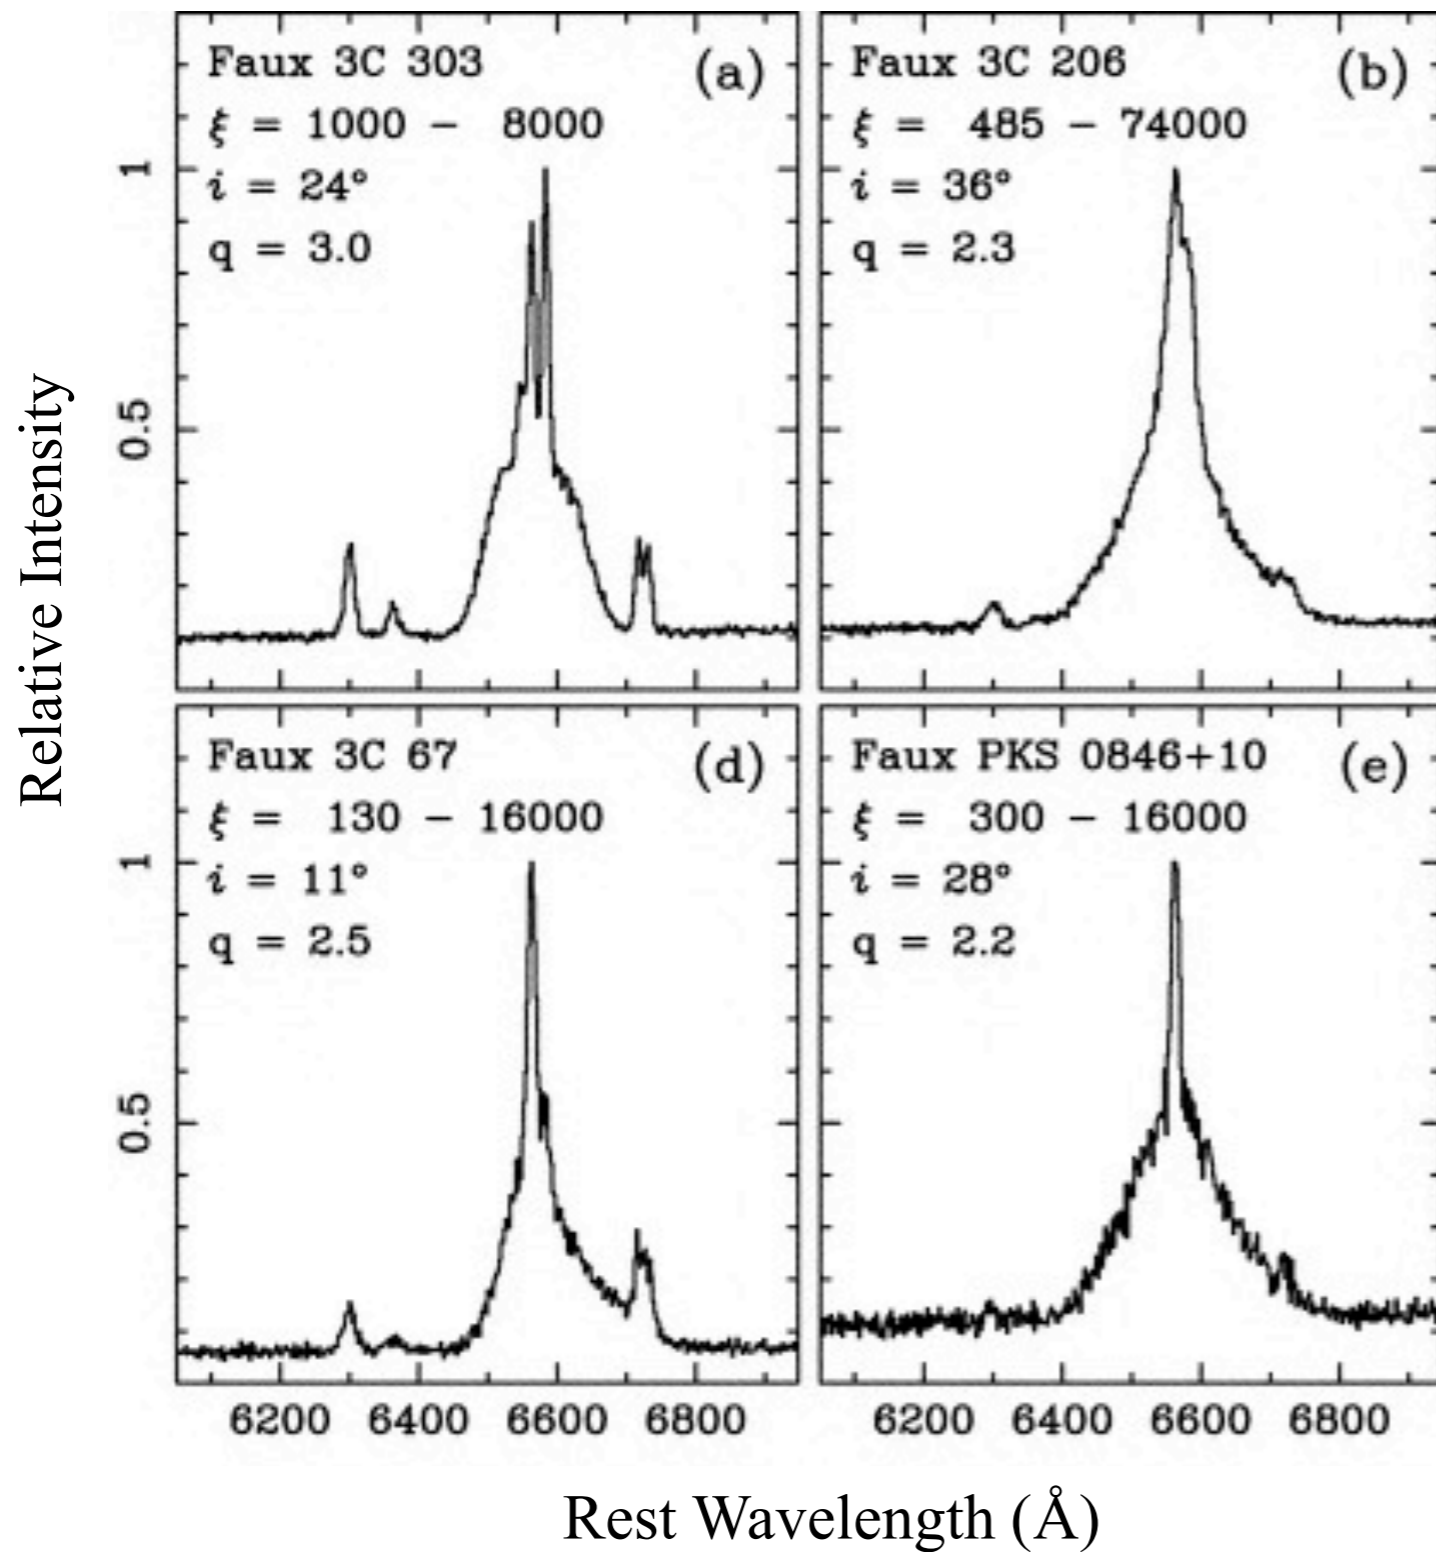 Faux 3C 303 (a)
ξ = 1000 – 8000
i = 24°
q = 3.0
Faux 3C 206 (b)
ξ = 485 – 74000
i = 36°
q = 2.3
1
0.5
Relative Intensity
Faux 3C 67 (d)
ξ = 130 – 16000
i = 11°
q = 2.5
Faux PKS 0846+10 (e)
ξ = 300 – 16000
i = 28°
q = 2.2
1
0.5
6200 6400 6600 6800
6200 6400 6600 6800
Rest Wavelength (Å)